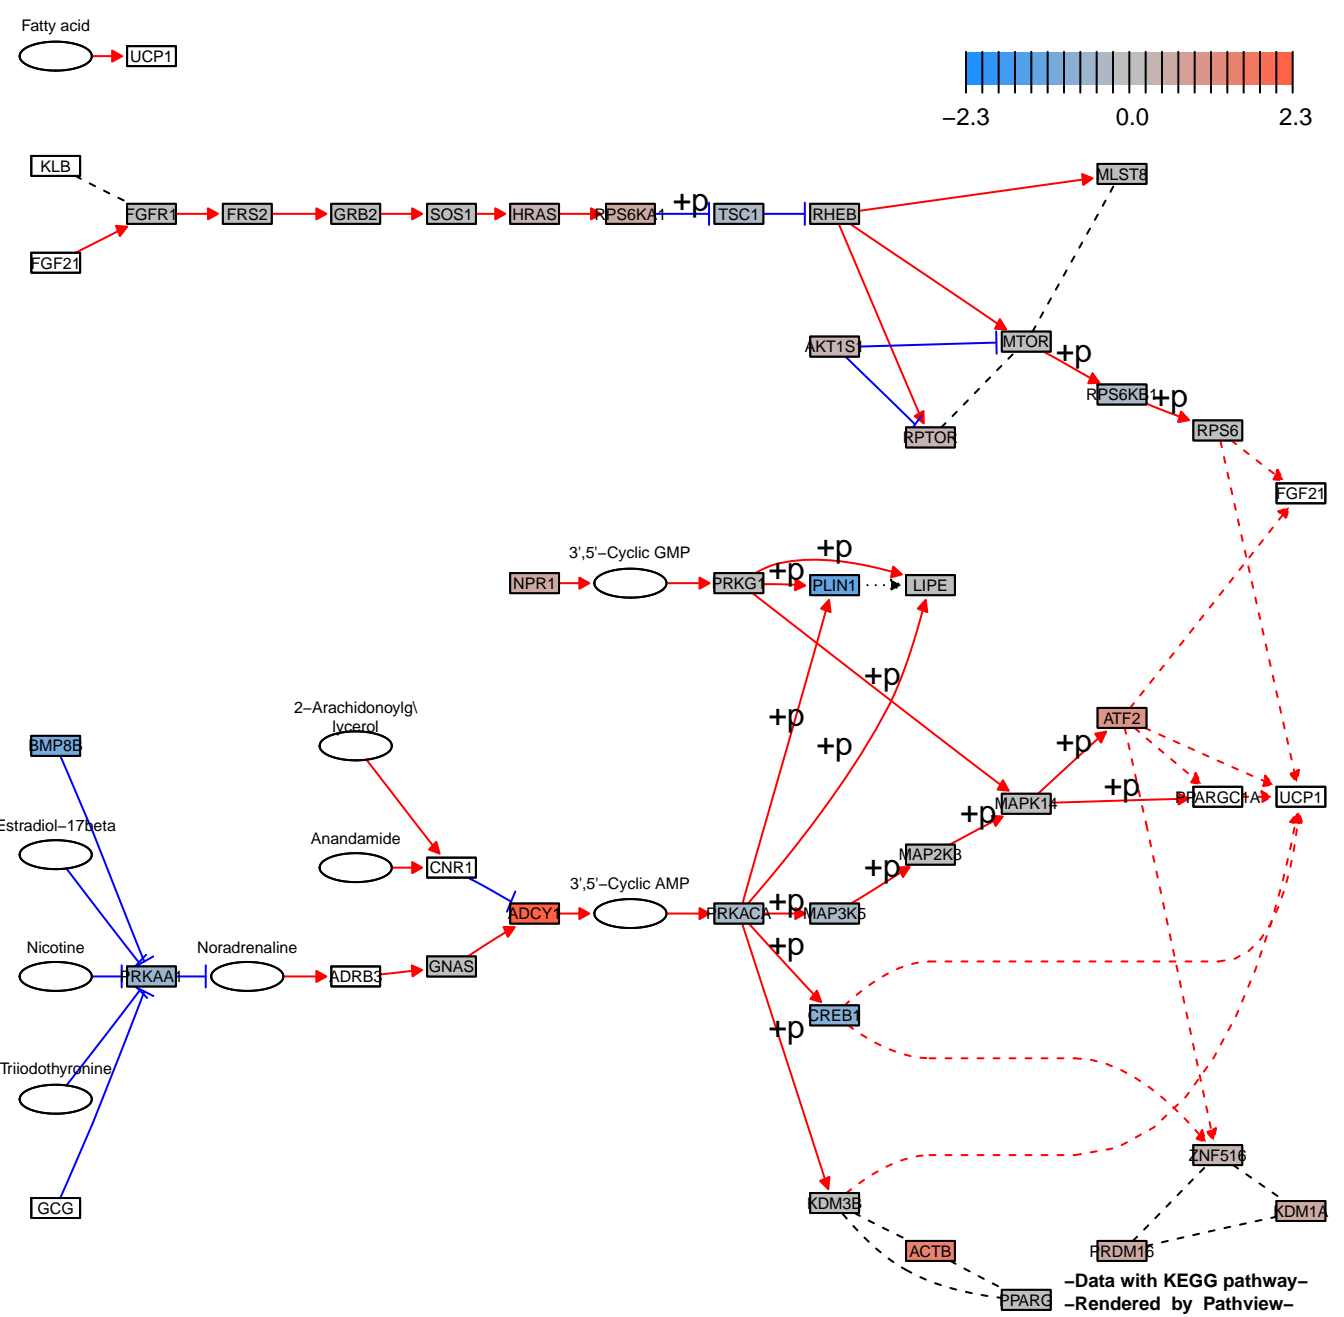 Fatty acid
UCP1
−2.3
0.0
2.3
KLB
MLST8
FGFR1
FRS2
GRB2
SOS1
HRAS
RPS6KA1
+p
TSC1
RHEB
FGF21
AKT1S1
MTOR
+p
RPS6KB1
+p
RPTOR
RPS6
FGF21
3',5'−Cyclic GMP
+p
NPR1
PRKG1
+p
PLIN1
LIPE
+p
2−Arachidonoylg\
lycerol
+p
ATF2
BMP8B
+p
+p
+p
MAPK14
PPARGC1A
UCP1
+p
Estradiol−17beta
Anandamide
MAP2K3
CNR1
+p
3',5'−Cyclic AMP
ADCY1
PRKACA
+p
MAP3K5
Nicotine
Noradrenaline
+p
PRKAA1
ADRB3
GNAS
CREB1
+p
Triiodothyronine
ZNF516
GCG
KDM3B
KDM1A
ACTB
PRDM16
−Data with KEGG pathway−
PPARG
−Rendered by Pathview−